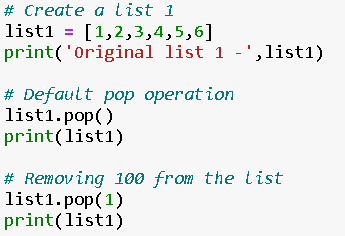 # Create a list 1
list1 = [1,2,3,4,5,6]
print('Original list 1 -',list1)
# Default pop operation
list1.pop()
print(list1)
# Removing 100 from the list
list1.pop(1)
print(list1)